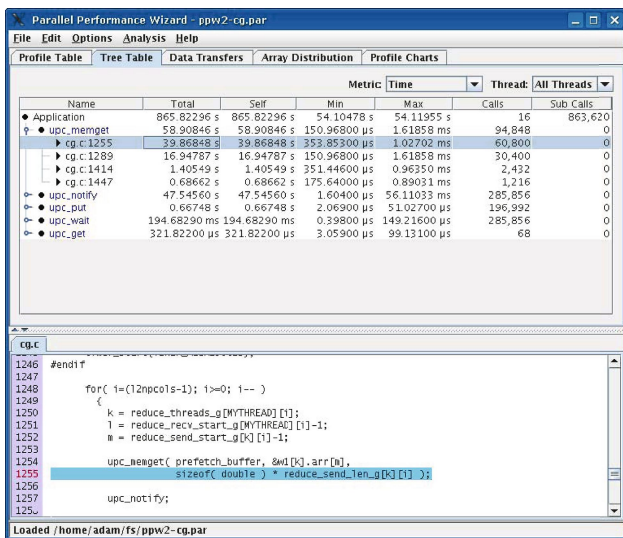 Parallel Performance Wizard - ppw2-cg.par
File Edit Options Analysis Help
Profile Table Tree Table Data Transfers Array Distribution Profile Charts
Metric: Time Thread: All Threads
Name Total Self Min Max Calls Sub Calls
Application 865.82296 s 865.82296 s 54.10478 s 54.11955 s 16 863,620
upc_memget 58.90846 s 58.90846 s 150.96800 µs 1.61858 ms 94,848 0
cg.c:1255 39.86848 s 39.86848 s 353.85300 µs 1.02702 ms 60,800 0
cg.c:1289 16.94787 s 16.94787 s 150.96800 µs 1.61858 ms 30,400 0
cg.c:1414 1.40549 s 1.40549 s 351.44600 µs 0.96350 ms 2,432 0
cg.c:1447 0.68662 s 0.68662 s 175.64000 µs 0.89031 ms 1,216 0
upc_notify 47.54560 s 47.54560 s 1.60400 µs 56.11033 ms 285,856 0
upc_put 0.66748 s 0.66748 s 2.06900 µs 51.02700 µs 196,992 0
upc_wait 194.68290 ms 194.68290 ms 0.39800 µs 149.21600 µs 285,856 0
upc_get 321.82200 µs 321.82200 µs 3.05900 µs 99.13100 µs 68 0
cg.c
1246 #endif
1247
1248 for( i=(l2npcols-1); i>=0; i-- )
1249 {
1250 k = reduce_threads_g[MYTHREAD][i];
1251 l = reduce_recv_start_g[MYTHREAD][i]-1;
1252 m = reduce_send_start_g[k][i]-1;
1253
1254 upc_memget( prefetch_buffer, &w1[k].arr[m],
1255 sizeof( double ) * reduce_send_len_g[k][i] );
1256
1257 upc_notify;
Loaded /home/adam/fs/ppw2-cg.par